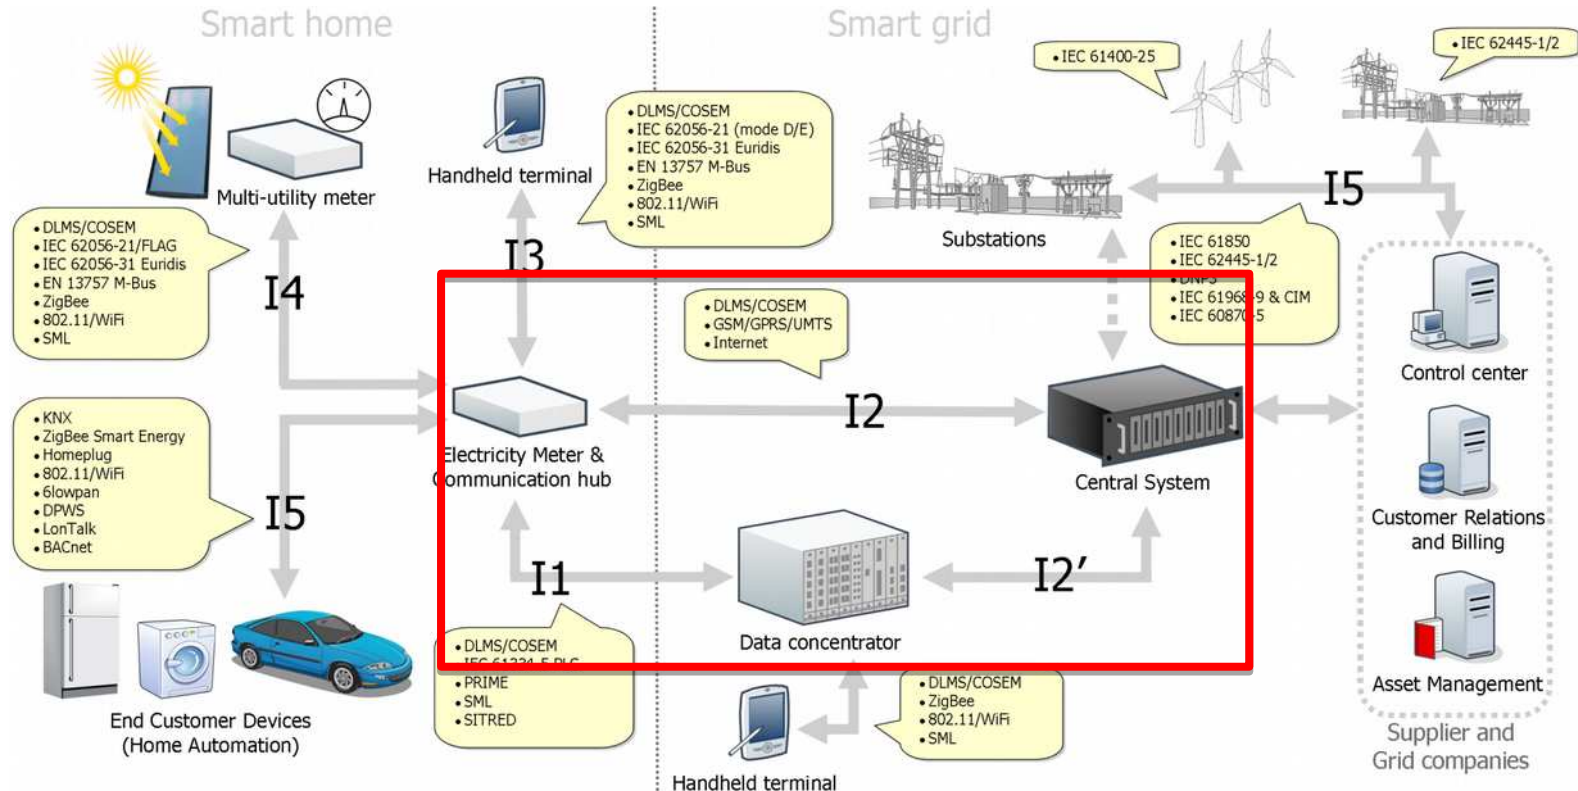 Smart home
Smart grid
• IEC 61400-25
• IEC 62445-1/2
• DLMS/COSEM
• IEC 62056-21 (mode D/E)
• IEC 62056-31 Euridis
• EN 13757 M-Bus
• ZigBee
• 802.11/WiFi
• SML
Handheld terminal
Multi-utility meter
I5
Substations
• DLMS/COSEM
• IEC 62056-21/FLAG
• IEC 62056-31 Euridis
• EN 13757 M-Bus
• ZigBee
• 802.11/WiFi
• SML
I4
I3
• IEC 61850
• IEC 62445-1/2
• DNP3
• IEC 61968-9 & CIM
• IEC 60870-5
• DLMS/COSEM
• GSM/GPRS/UMTS
• Internet
Control center
I2
• KNX
• ZigBee Smart Energy
• Homeplug
• 802.11/WiFi
• 6lowpan
• DPWS
• LonTalk
• BACnet
I5
Electricity Meter &
Communication hub
Central System
Customer Relations
and Billing
I1
I2’
Data concentrator
• DLMS/COSEM
• IEC 61334-5 PLC
• PRIME
• SML
• SITRED
• DLMS/COSEM
• ZigBee
• 802.11/WiFi
• SML
Asset Management
End Customer Devices
(Home Automation)
Handheld terminal
Supplier and
Grid companies